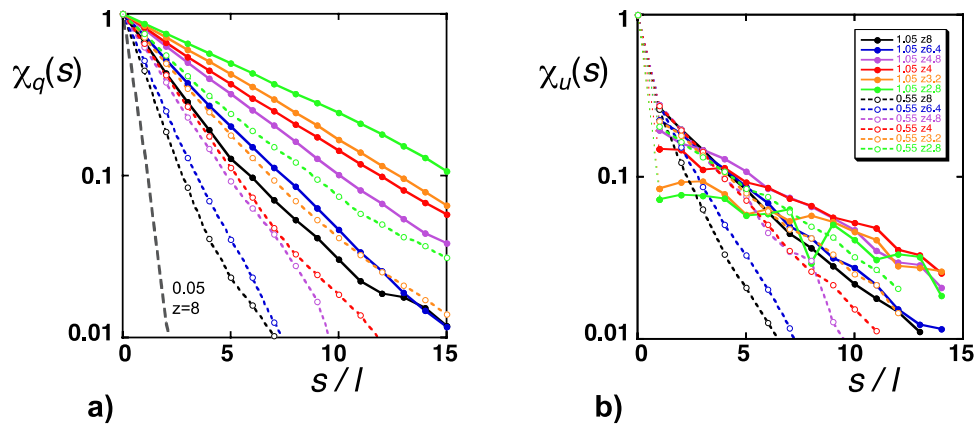 1
χq(s)
0.1
0.05
z=8
0.01
0
5
10
15
s / l
a)
1
χu(s)
0.1
0.01
0
5
10
15
s / l
b)
1.05 z8
1.05 z6.4
1.05 z4.8
1.05 z4
1.05 z3.2
1.05 z2.8
0.55 z8
0.55 z6.4
0.55 z4.8
0.55 z4
0.55 z3.2
0.55 z2.8